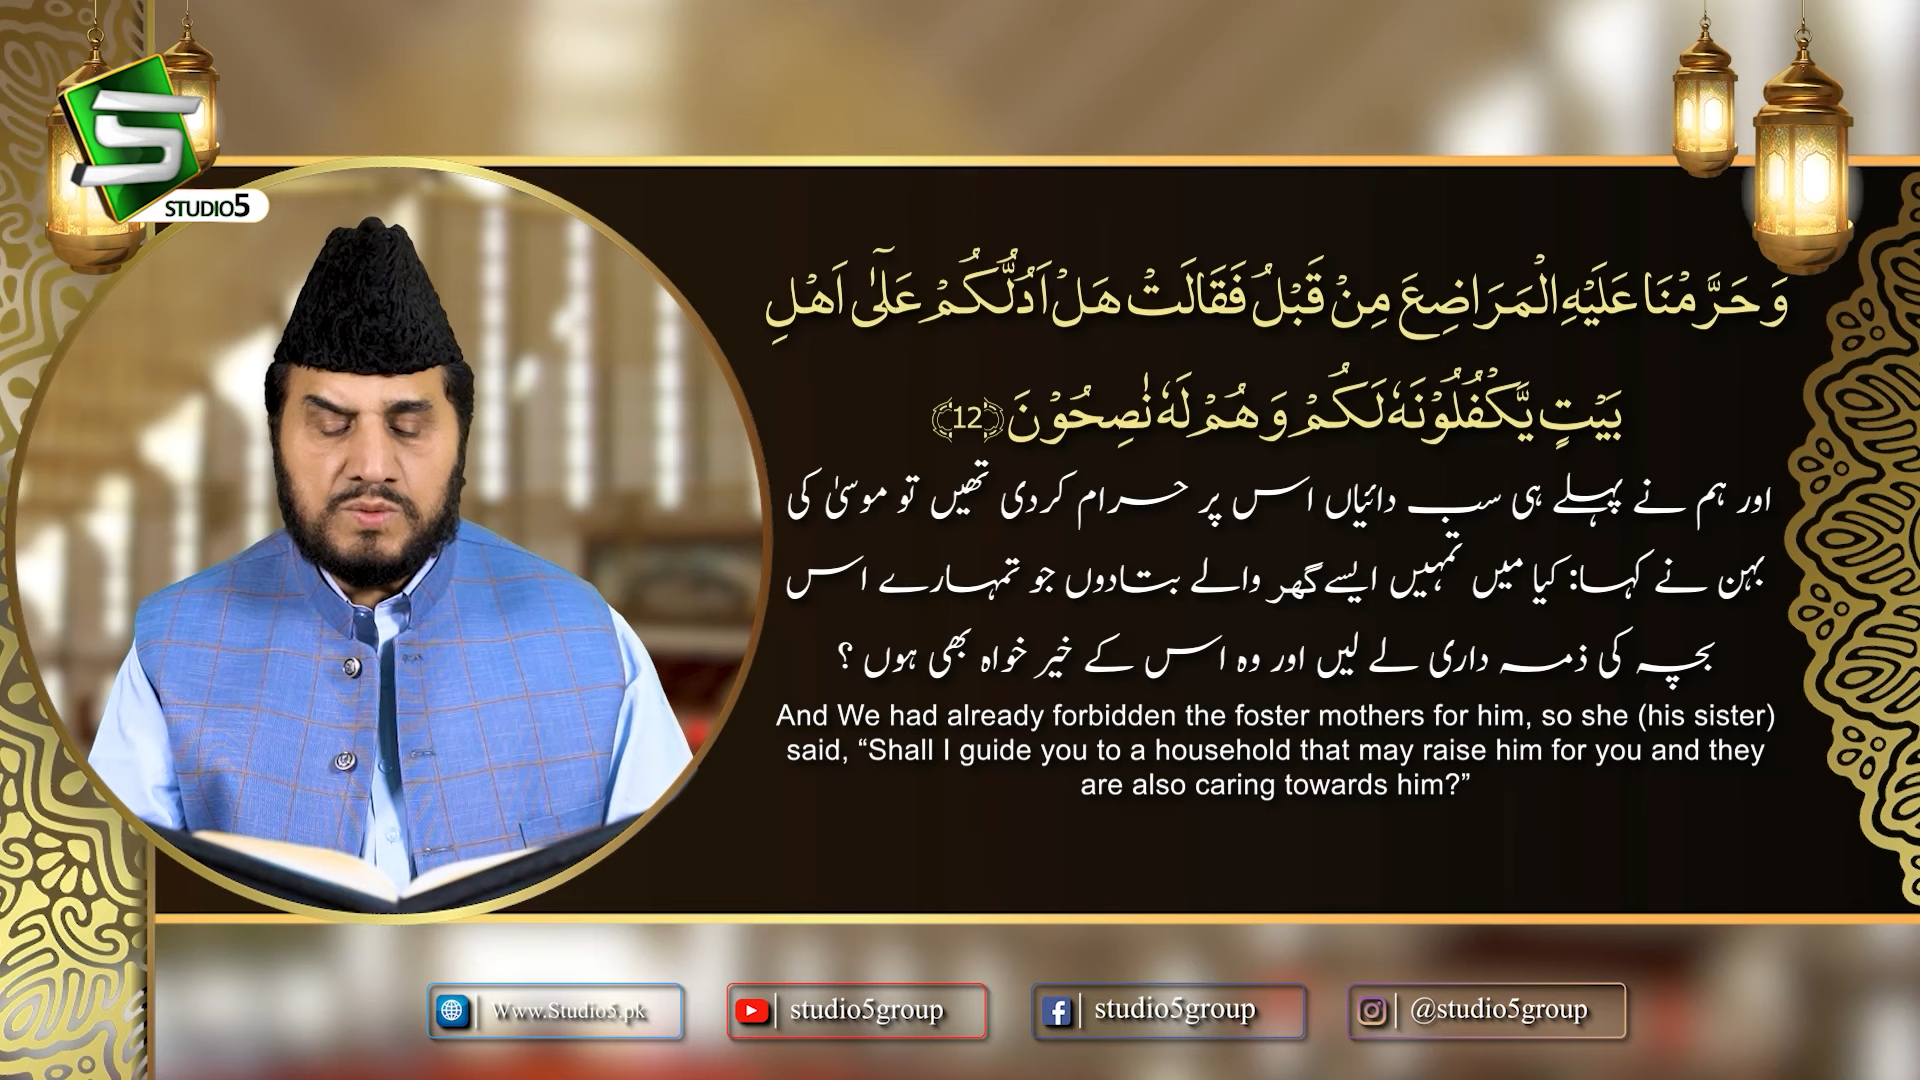 STUDIO5
وَ حَرَّمْنَا عَلَیْهِ الْمَرَاضِعَ مِنْ قَبْلُ فَقَالَتْ هَلْ اَدُلُّكُمْ عَلٰۤى اَهْلِ
بَیْتٍ یَّكْفُلُوْنَهٗ لَكُمْ وَ هُمْ لَهٗ نٰصِحُوْنَ ﴿12﴾
اور ہم نے پہلے ہی سب دائیاں اس پر حرام کردی تھیں تو موسیٰ کی
بہن نے کہا: کیا میں تمہیں ایسے گھر والے بتادوں جو تمہارے اس
بچہ کی ذمہ داری لے لیں اور وہ اس کے خیر خواہ بھی ہوں ؟
And We had already forbidden the foster mothers for him, so she (his sister)
said, “Shall I guide you to a household that may raise him for you and they
are also caring towards him?”
Www.Studio5.pk
studio5group
studio5group
@studio5group